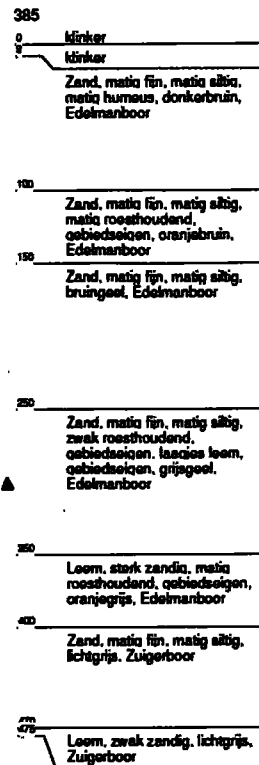 385
0 klinker
8
klinker
Zand, matig fijn, matig siltig,
matig humeus, donkerbruin,
Edelmanboor
100
Zand, matig fijn, matig siltig,
matig roesthoudend,
gebiedseigen, oranjebruin,
Edelmanboor
150
Zand, matig fijn, matig siltig,
bruingeel, Edelmanboor
250
Zand, matig fijn, matig siltig,
zwak roesthoudend,
gebiedseigen, laagjes leem,
gebiedseigen, grijsgeel,
Edelmanboor
350
Leem, sterk zandig, matig
roesthoudend, gebiedseigen,
oranjegrijs, Edelmanboor
400
Zand, matig fijn, matig siltig,
lichtgrijs, Zuigerboor
Leem, zwak zandig, lichtgrijs,
Zuigerboor